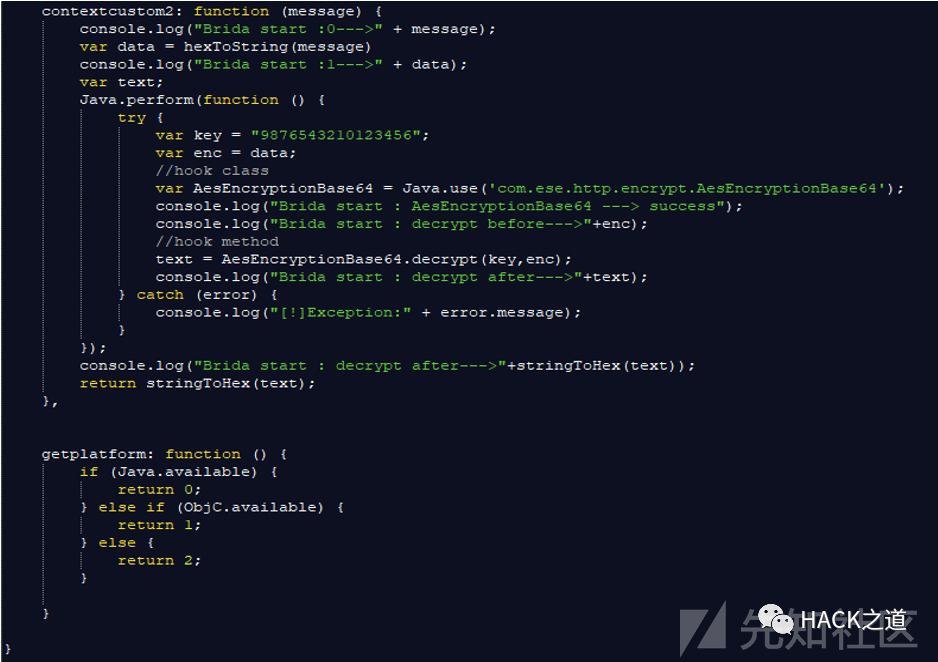 contextcustom2: function (message) {
console.log("Brida start :0--->" + message);
var data = hexToString(message)
console.log("Brida start :1--->" + data);
var text;
Java.perform(function () {
try {
var key = "9876543210123456";
var enc = data;
//hook class
var AesEncryptionBase64 = Java.use('com.ese.http.encrypt.AesEncryptionBase64');
console.log("Brida start : AesEncryptionBase64 ---> success");
console.log("Brida start : decrypt before--->"+enc);
//hook method
text = AesEncryptionBase64.decrypt(key,enc);
console.log("Brida start : decrypt after--->"+text);
} catch (error) {
console.log("[!]Exception:" + error.message);
}
});
console.log("Brida start : decrypt after--->"+stringToHex(text));
return stringToHex(text);
},
getplatform: function () {
if (Java.available) {
return 0;
} else if (ObjC.available) {
return 1;
} else {
return 2;
}
}
}
HACK之道
先知社区